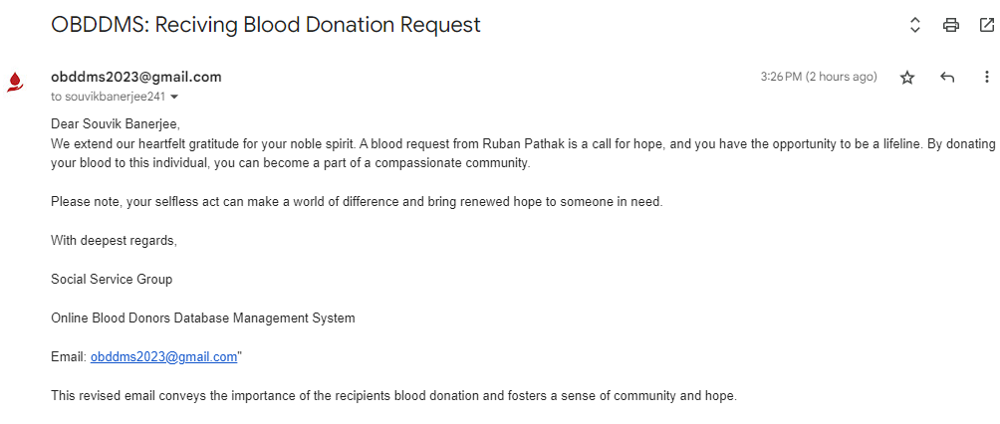 OBDDMS: Reciving Blood Donation Request
obddms2023@gmail.com
3:26 PM (2 hours ago)
to souvikbanerjee241
Dear Souvik Banerjee,
We extend our heartfelt gratitude for your noble spirit. A blood request from Ruban Pathak is a call for hope, and you have the opportunity to be a lifeline. By donating
your blood to this individual, you can become a part of a compassionate community.
Please note, your selfless act can make a world of difference and bring renewed hope to someone in need.
With deepest regards,
Social Service Group
Online Blood Donors Database Management System
Email: obddms2023@gmail.com"
This revised email conveys the importance of the recipients blood donation and fosters a sense of community and hope.